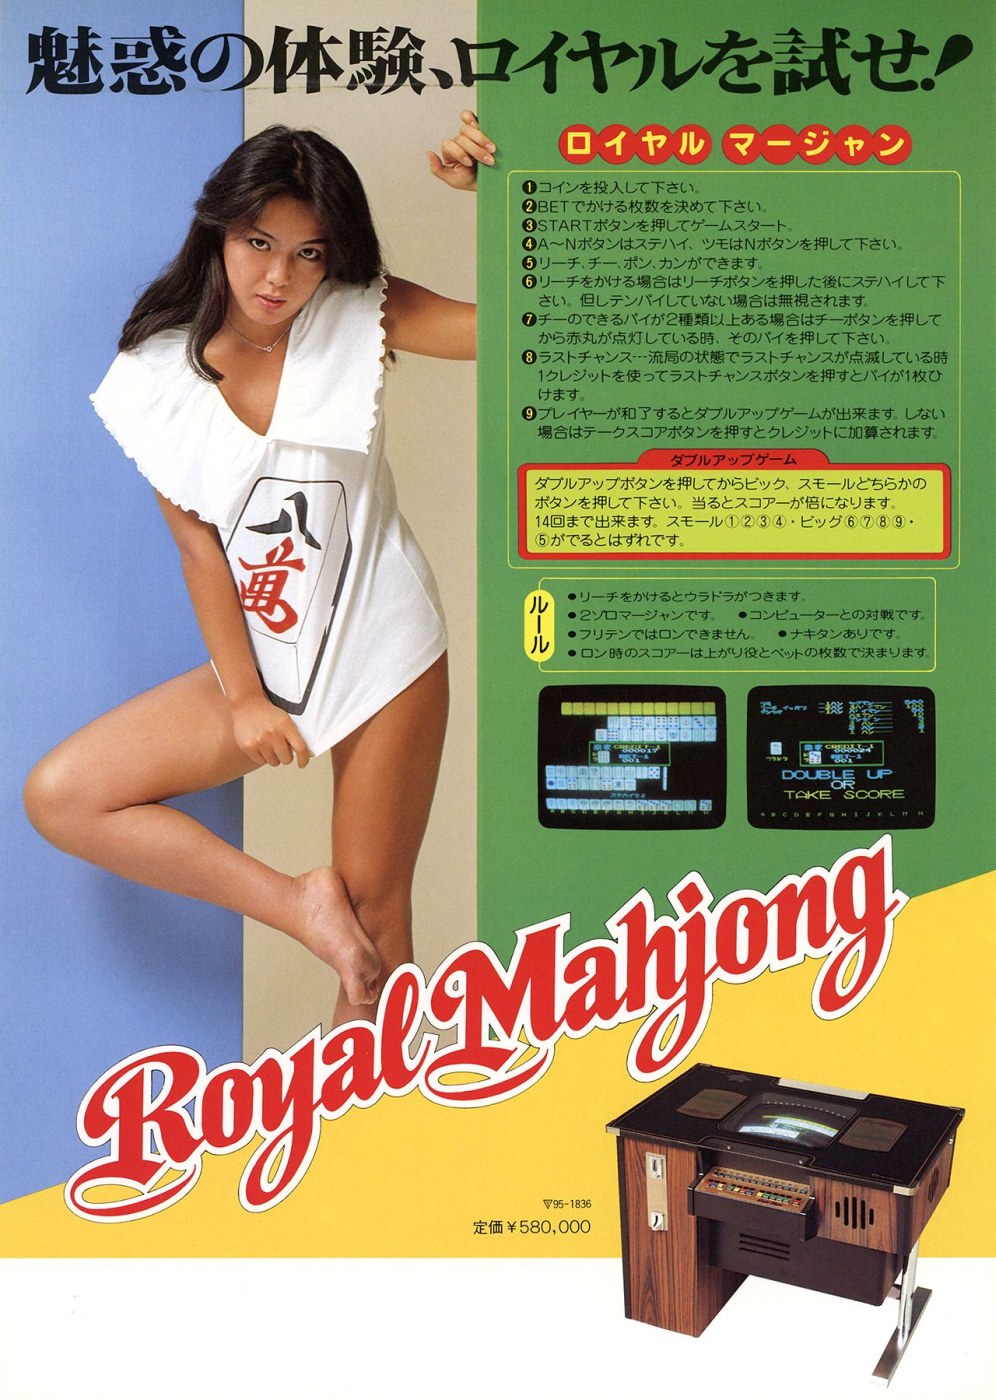 魅惑の体験、ロイヤルを試せ!
ロイヤル マージャン
❶コインを投入して下さい。
❷BETでかける枚数を決めて下さい。
❸STARTボタンを押してゲームスタート。
❹A〜Nボタンはステハイ、ツモはNボタンを押して下さい。
❺リーチ、チー、ポン、カンができます。
❻リーチをかける場合はリーチボタンを押した後にステハイして下
さい。但しテンパイしていない場合は無視されます。
❼チーのできるパイが2種類以上ある場合はチーボタンを押して
から赤丸が点灯している時、そのパイを押して下さい。
❽ラストチャンス…流局の状態でラストチャンスが点滅している時
1クレジットを使ってラストチャンスボタンを押すとパイが1枚ひ
けます。
❾プレイヤーが和了するとダブルアップゲームが出来ます。しない
場合はテークスコアボタンを押すとクレジットに加算されます。
ダブルアップゲーム
ダブルアップボタンを押してからビック、スモールどちらかの
ボタンを押して下さい。当るとスコアーが倍になります。
14回まで出来ます。スモール①②③④・ビッグ⑥⑦⑧⑨・
⑤がでるとはずれです。
八
萬
ルール
●リーチをかけるとウラドラがつきます。
●2ソロマージャンです。 ●コンピューターとの対戦です。
●フリテンではロンできません。 ●ナキタンありです。
●ロン時のスコアーは上がり役とベットの枚数で決まります。
CREDIT-1
000017
BET-1
001
CREDIT-1
000024
BET-1
001
ウラドラ
DOUBLE UP
OR
TAKE SCORE
A B C D E F G H I J K L M N
Royal Mahjong
95-1836
定価￥580,000